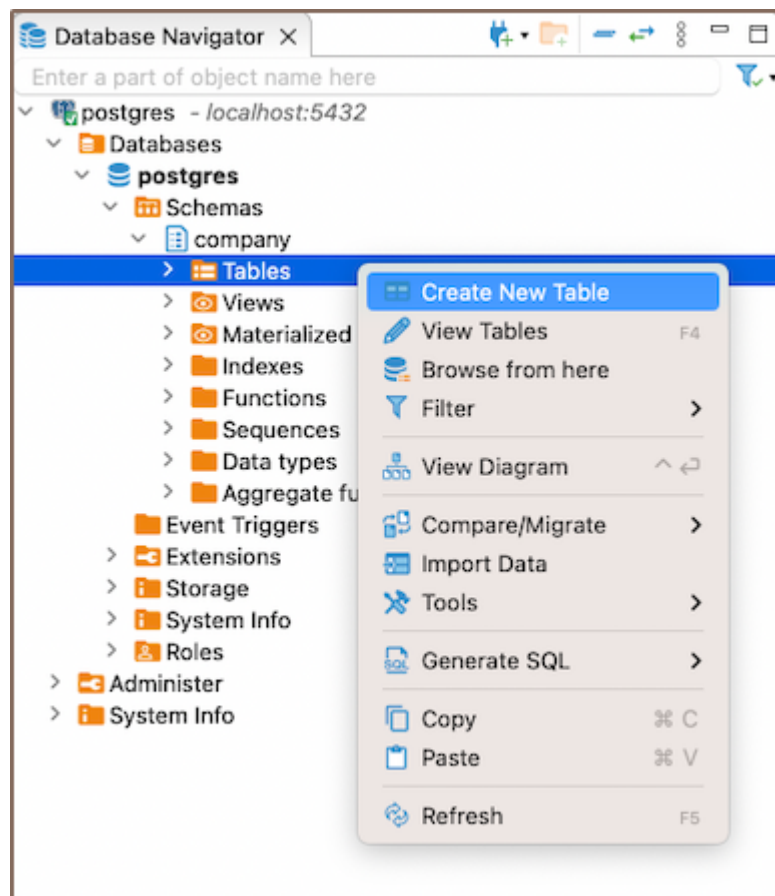 Database Navigator
Enter a part of object name here
postgres - localhost:5432
Databases
postgres
Schemas
company
Tables
Views
Materialized
Indexes
Functions
Sequences
Data types
Aggregate fu
Event Triggers
Extensions
Storage
System Info
Roles
Administer
System Info
Create New Table
View Tables F4
Browse from here
Filter
View Diagram ^ ↩
Compare/Migrate
Import Data
Tools
SQL Generate SQL
Copy ⌘ C
Paste ⌘ V
Refresh F5